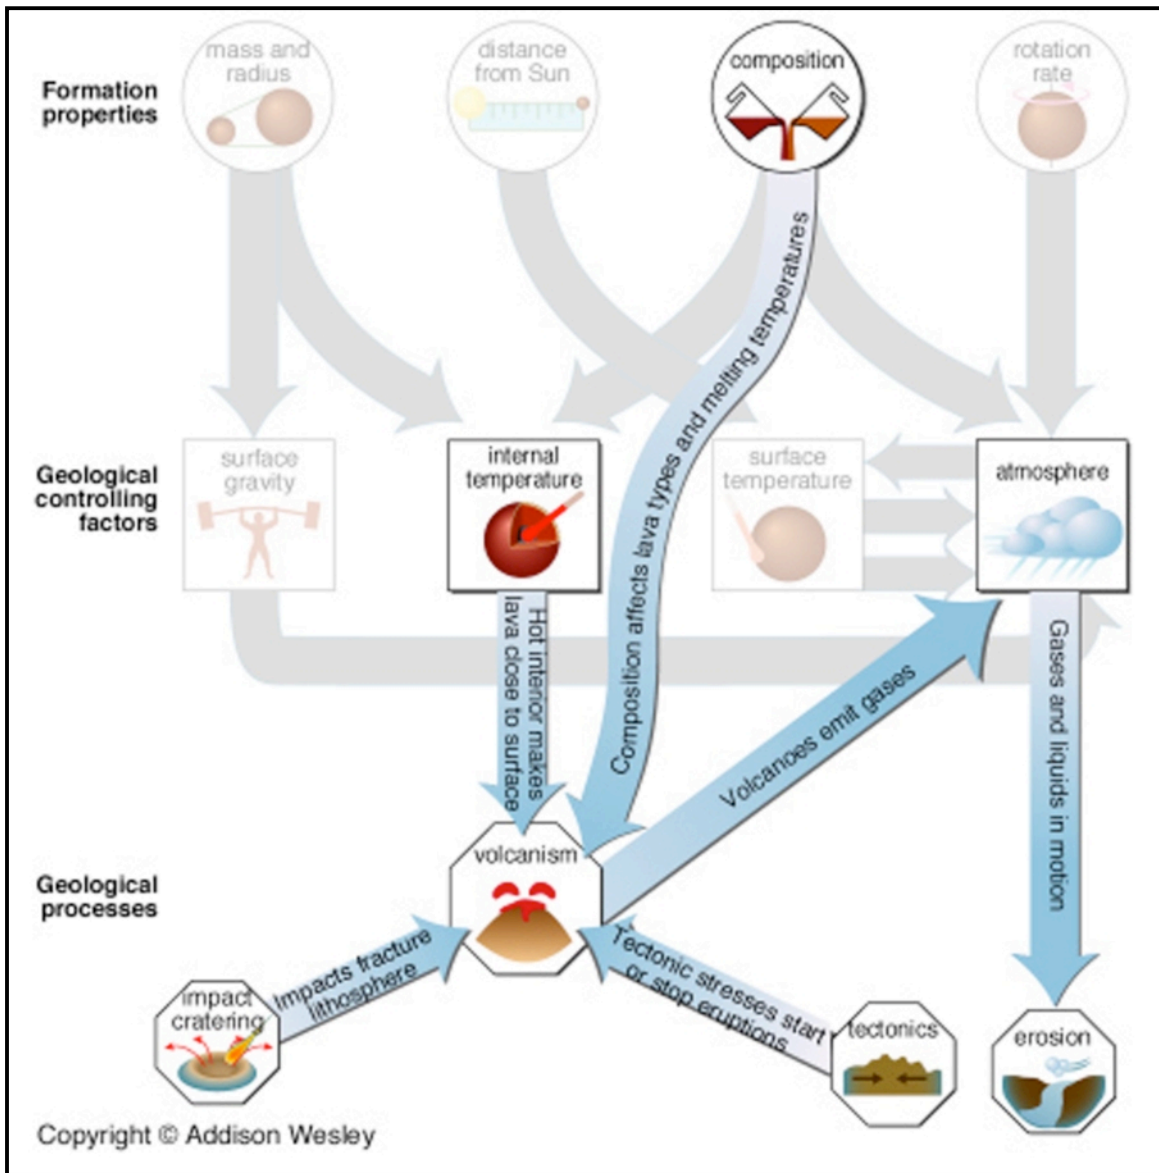 Formation
properties
mass and
radius
distance
from Sun
composition
rotation
rate
Composition affects lava types and melting temperatures
Geological
controlling
factors
surface
gravity
internal
temperature
surface
temperature
atmosphere
Hot interior makes
lava close to surface
Volcanoes emit gases
Gases and liquids in motion
Geological
processes
volcanism
Impacts fracture
lithosphere
Tectonic stresses start
or stop eruptions
impact
cratering
tectonics
erosion
Copyright © Addison Wesley